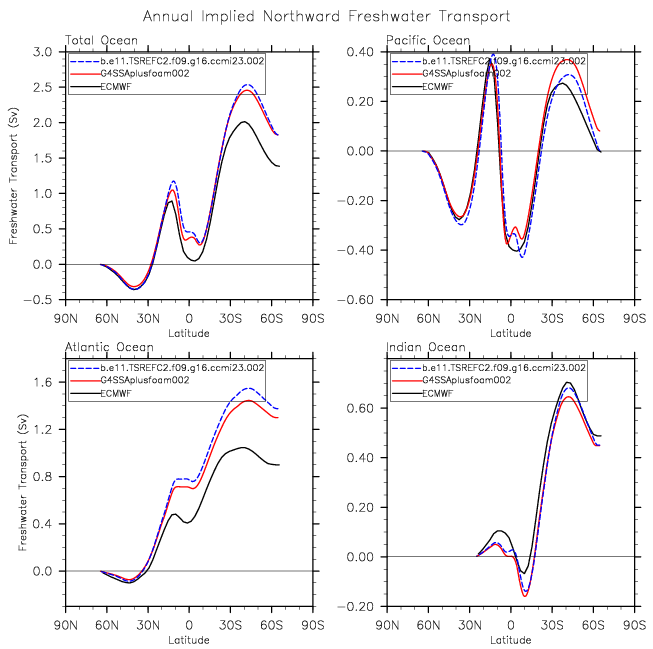 Annual Implied Northward Freshwater Transport
Total Ocean
3.0
2.5
2.0
1.5
1.0
0.5
0.0
−0.5
Freshwater Transport (Sv)
b.e11.TSREFC2.f09.g16.ccmi23.002
G4SSAplusfoam002
ECMWF
90N 60N 30N 0 30S 60S 90S
Latitude
Pacific Ocean
0.40
0.20
0.00
−0.20
−0.40
−0.60
b.e11.TSREFC2.f09.g16.ccmi23.002
G4SSAplusfoam002
ECMWF
90N 60N 30N 0 30S 60S 90S
Latitude
Atlantic Ocean
1.6
1.2
0.8
0.4
0.0
Freshwater Transport (Sv)
b.e11.TSREFC2.f09.g16.ccmi23.002
G4SSAplusfoam002
ECMWF
90N 60N 30N 0 30S 60S 90S
Latitude
Indian Ocean
0.60
0.40
0.20
0.00
−0.20
b.e11.TSREFC2.f09.g16.ccmi23.002
G4SSAplusfoam002
ECMWF
90N 60N 30N 0 30S 60S 90S
Latitude